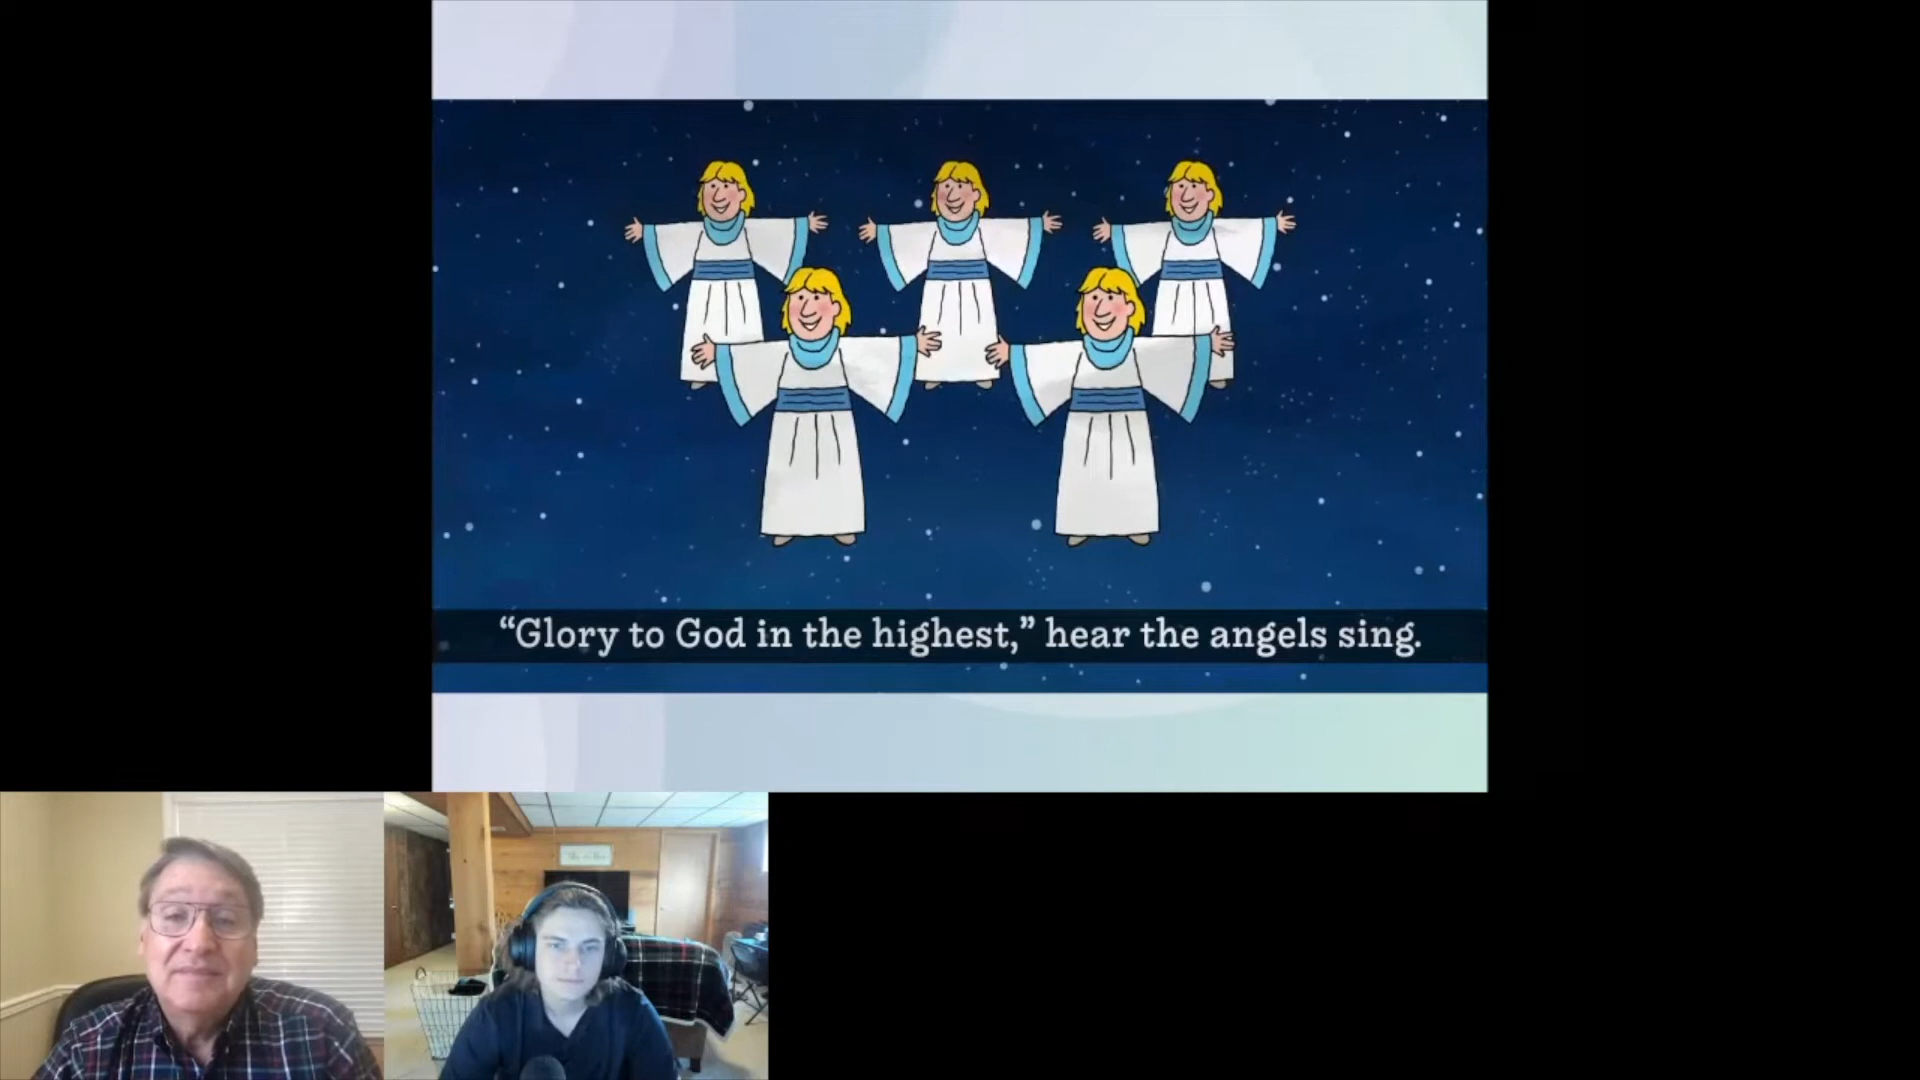 “Glory to God in the highest,” hear the angels sing.